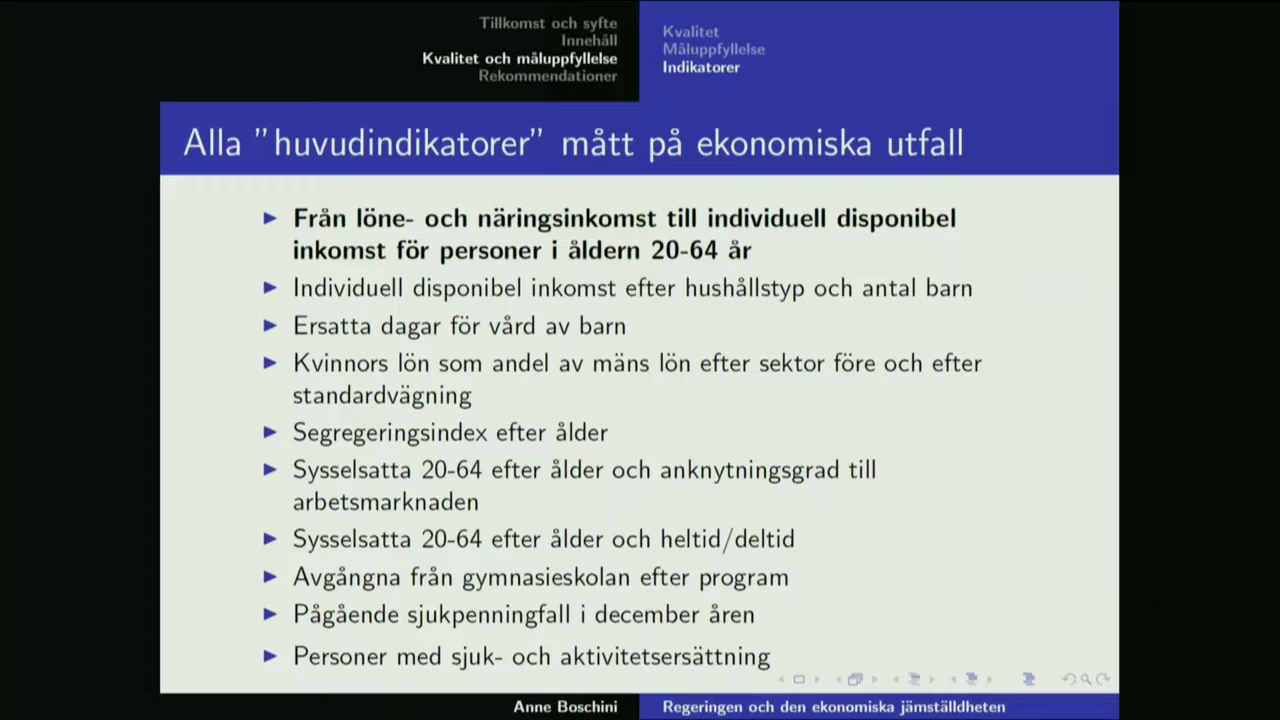 Tillkomst och syfte
Innehåll
Kvalitet och måluppfyllelse
Rekommendationer
Kvalitet
Måluppfyllelse
Indikatorer
Alla "huvudindikatorer" mått på ekonomiska utfall
Från löne- och näringsinkomst till individuell disponibel
inkomst för personer i åldern 20-64 år
Individuell disponibel inkomst efter hushållstyp och antal barn
Ersatta dagar för vård av barn
Kvinnors lön som andel av mäns lön efter sektor före och efter
standardvägning
Segregeringsindex efter ålder
Sysselsatta 20-64 efter ålder och anknytningsgrad till
arbetsmarknaden
Sysselsatta 20-64 efter ålder och heltid/deltid
Avgångna från gymnasieskolan efter program
Pågående sjukpenningfall i december åren
Personer med sjuk- och aktivitetsersättning
Anne Boschini
Regeringen och den ekonomiska jämställdheten